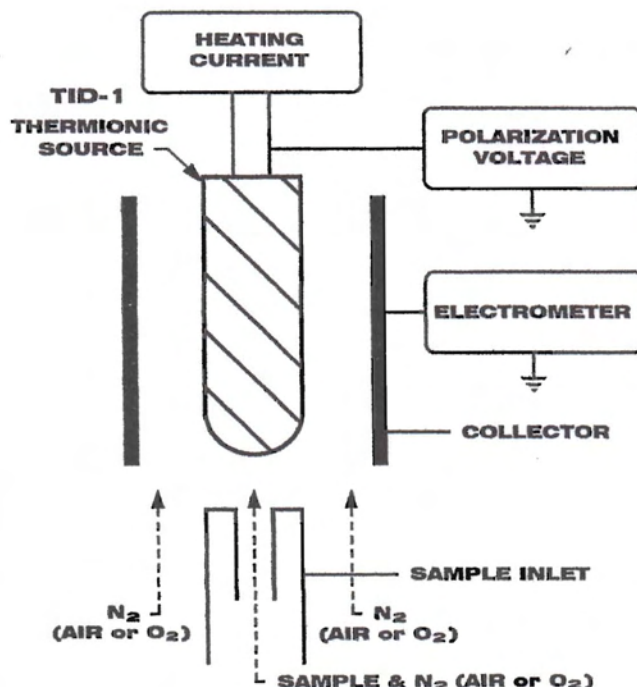 HEATING
CURRENT
TID-1
THERMIONIC
SOURCE
POLARIZATION
VOLTAGE
ELECTROMETER
COLLECTOR
SAMPLE INLET
N₂
(AIR or O₂)
N₂
(AIR or O₂)
SAMPLE & N₂ (AIR or O₂)